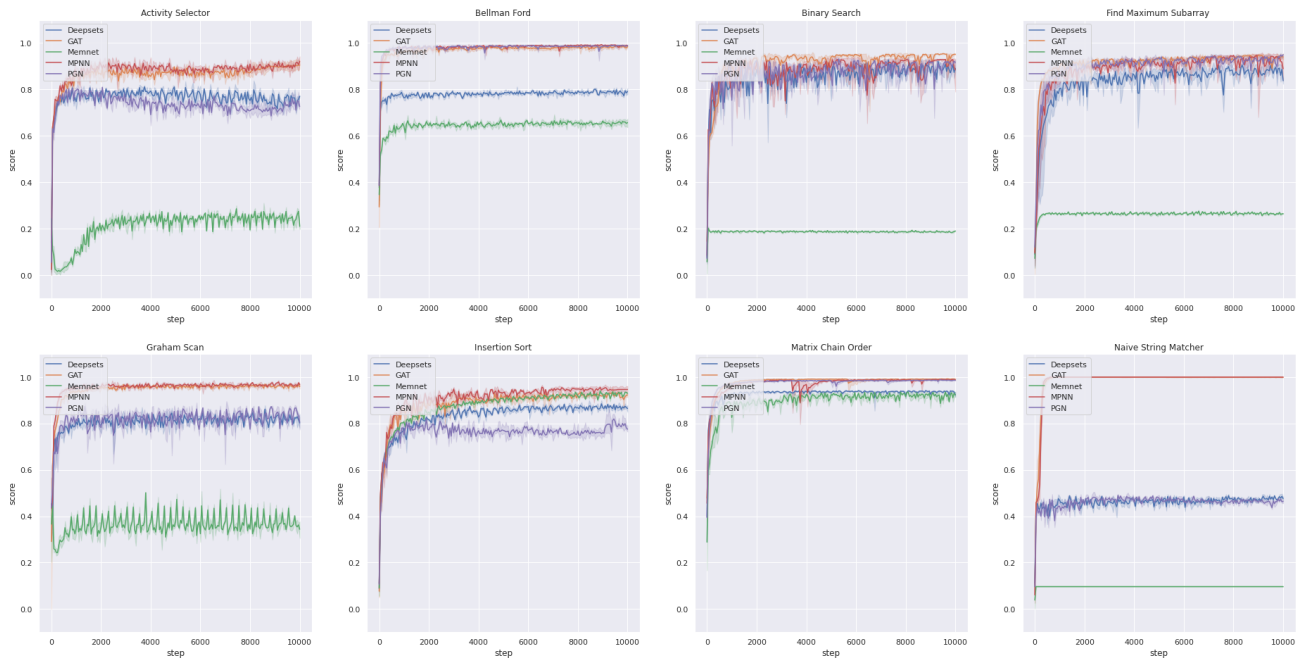 Activity Selector
Deepsets
GAT
Memnet
MPNN
PGN
1.0
0.8
0.6
0.4
0.2
0.0
score
0 2000 4000 6000 8000 10000
step
Bellman Ford
Deepsets
GAT
Memnet
MPNN
PGN
1.0
0.8
0.6
0.4
0.2
0.0
score
0 2000 4000 6000 8000 10000
step
Binary Search
Deepsets
GAT
Memnet
MPNN
PGN
1.0
0.8
0.6
0.4
0.2
0.0
score
0 2000 4000 6000 8000 10000
step
Find Maximum Subarray
Deepsets
GAT
Memnet
MPNN
PGN
1.0
0.8
0.6
0.4
0.2
0.0
score
0 2000 4000 6000 8000 10000
step
Graham Scan
Deepsets
GAT
Memnet
MPNN
PGN
1.0
0.8
0.6
0.4
0.2
0.0
score
0 2000 4000 6000 8000 10000
step
Insertion Sort
Deepsets
GAT
Memnet
MPNN
PGN
1.0
0.8
0.6
0.4
0.2
0.0
score
0 2000 4000 6000 8000 10000
step
Matrix Chain Order
Deepsets
GAT
Memnet
MPNN
PGN
1.0
0.8
0.6
0.4
0.2
0.0
score
0 2000 4000 6000 8000 10000
step
Naive String Matcher
Deepsets
GAT
Memnet
MPNN
PGN
1.0
0.8
0.6
0.4
0.2
0.0
score
0 2000 4000 6000 8000 10000
step